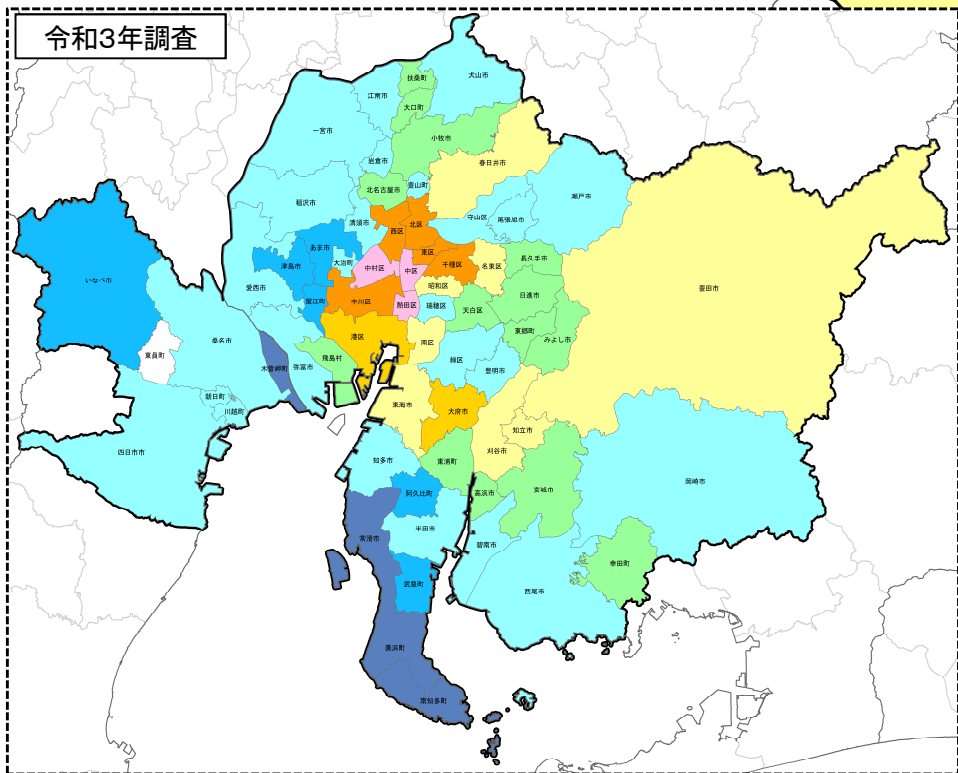 令和3年調査
扶桑町
犬山市
江南市
大口町
一宮市
小牧市
岩倉市
春日井市
豊山町
北名古屋市
瀬戸市
稲沢市
守山区
尾張旭市
清須市
北区
西区
あま市
東区
長久手市
大治町
中村区
中区
千種区
名東区
津島市
いなべ市
昭和区
愛西市
豊田市
日進市
蟹江町
中川区
熱田区
瑞穂区
天白区
東郷町
港区
みよし市
桑名市
南区
東員町
飛島村
緑区
木曽岬町
弥富市
豊明市
朝日町
川越町
東海市
大府市
知立市
四日市市
刈谷市
知多市
東浦町
岡崎市
高浜市
安城市
阿久比町
半田市
常滑市
碧南市
幸田町
武豊町
西尾市
美浜町
南知多町